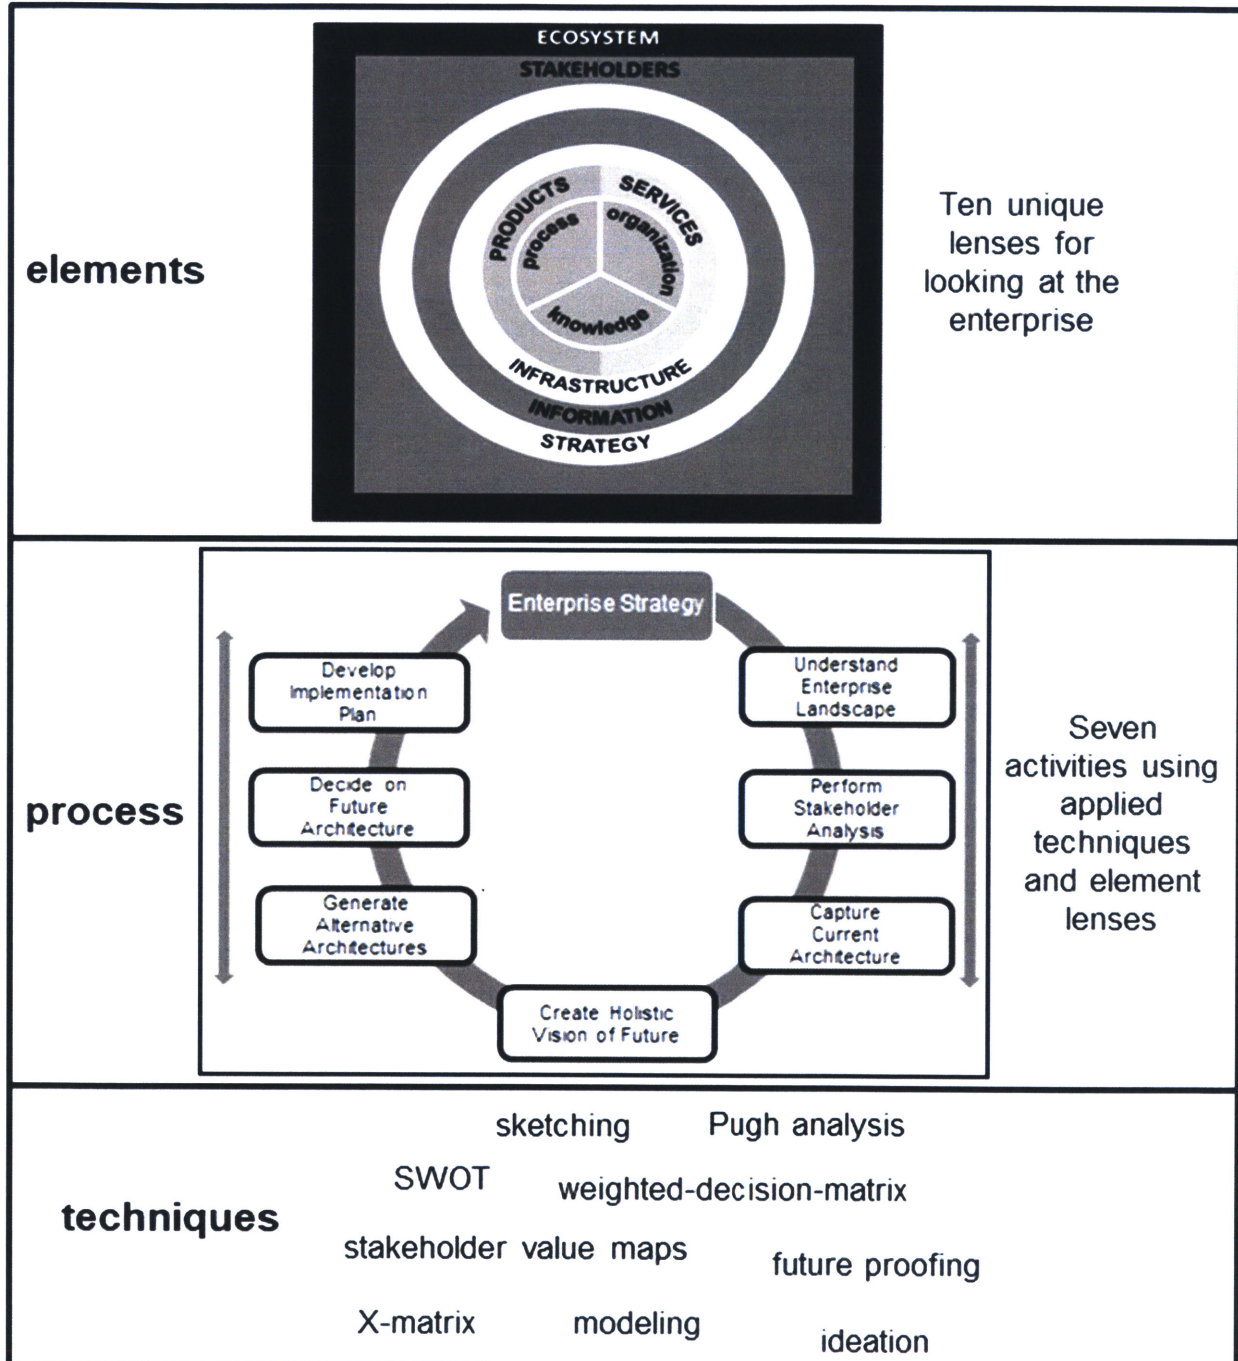 ECOSYSTEM
STAKEHOLDERS
PRODUCTS
SERVICES
process
organization
knowledge
INFRASTRUCTURE
INFORMATION
STRATEGY
elements
Ten unique
lenses for
looking at the
enterprise
Enterprise Strategy
Understand
Enterprise
Landscape
Perform
Stakeholder
Analysis
Capture
Current
Architecture
Create Holistic
Vision of Future
Generate
Alternative
Architectures
Decide on
Future
Architecture
Develop
Implementation
Plan
process
Seven
activities using
applied
techniques
and element
lenses
techniques
sketching
Pugh analysis
SWOT
weighted-decision-matrix
stakeholder value maps
future proofing
X-matrix
modeling
ideation